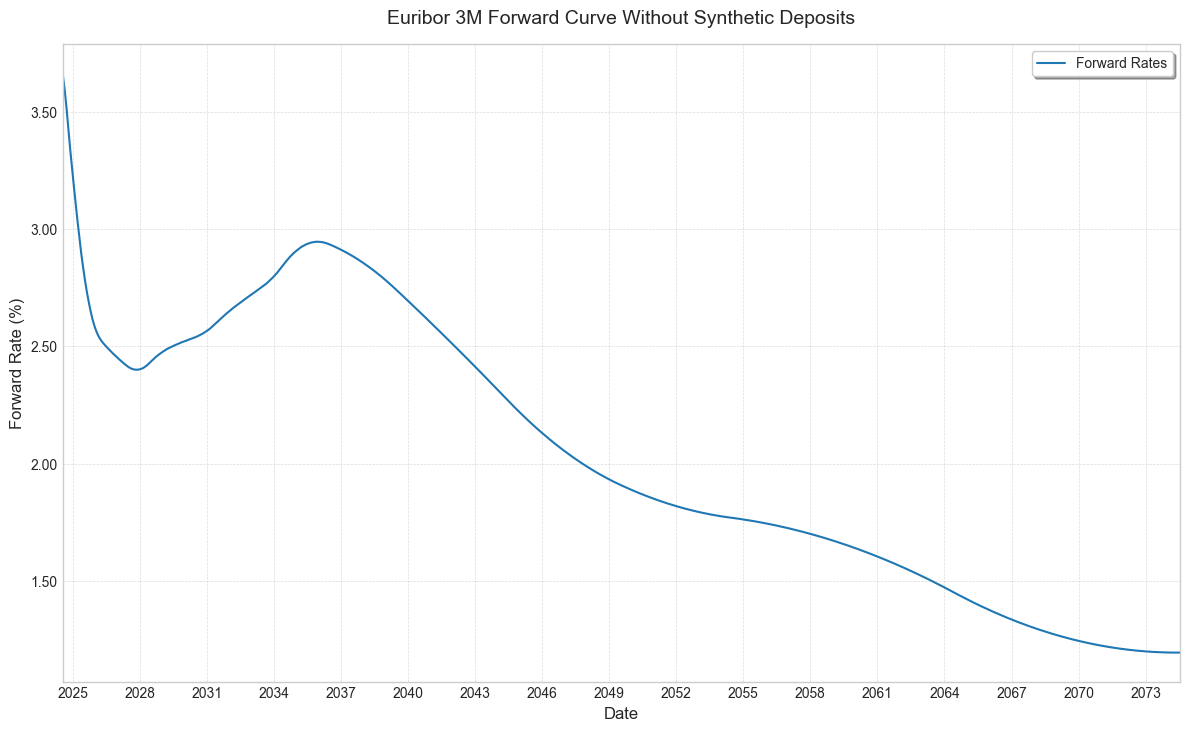 Euribor 3M Forward Curve Without Synthetic Deposits
Forward Rates
3.50
3.00
2.50
2.00
1.50
Forward Rate (%)
2025 2028 2031 2034 2037 2040 2043 2046 2049 2052 2055 2058 2061 2064 2067 2070 2073
Date